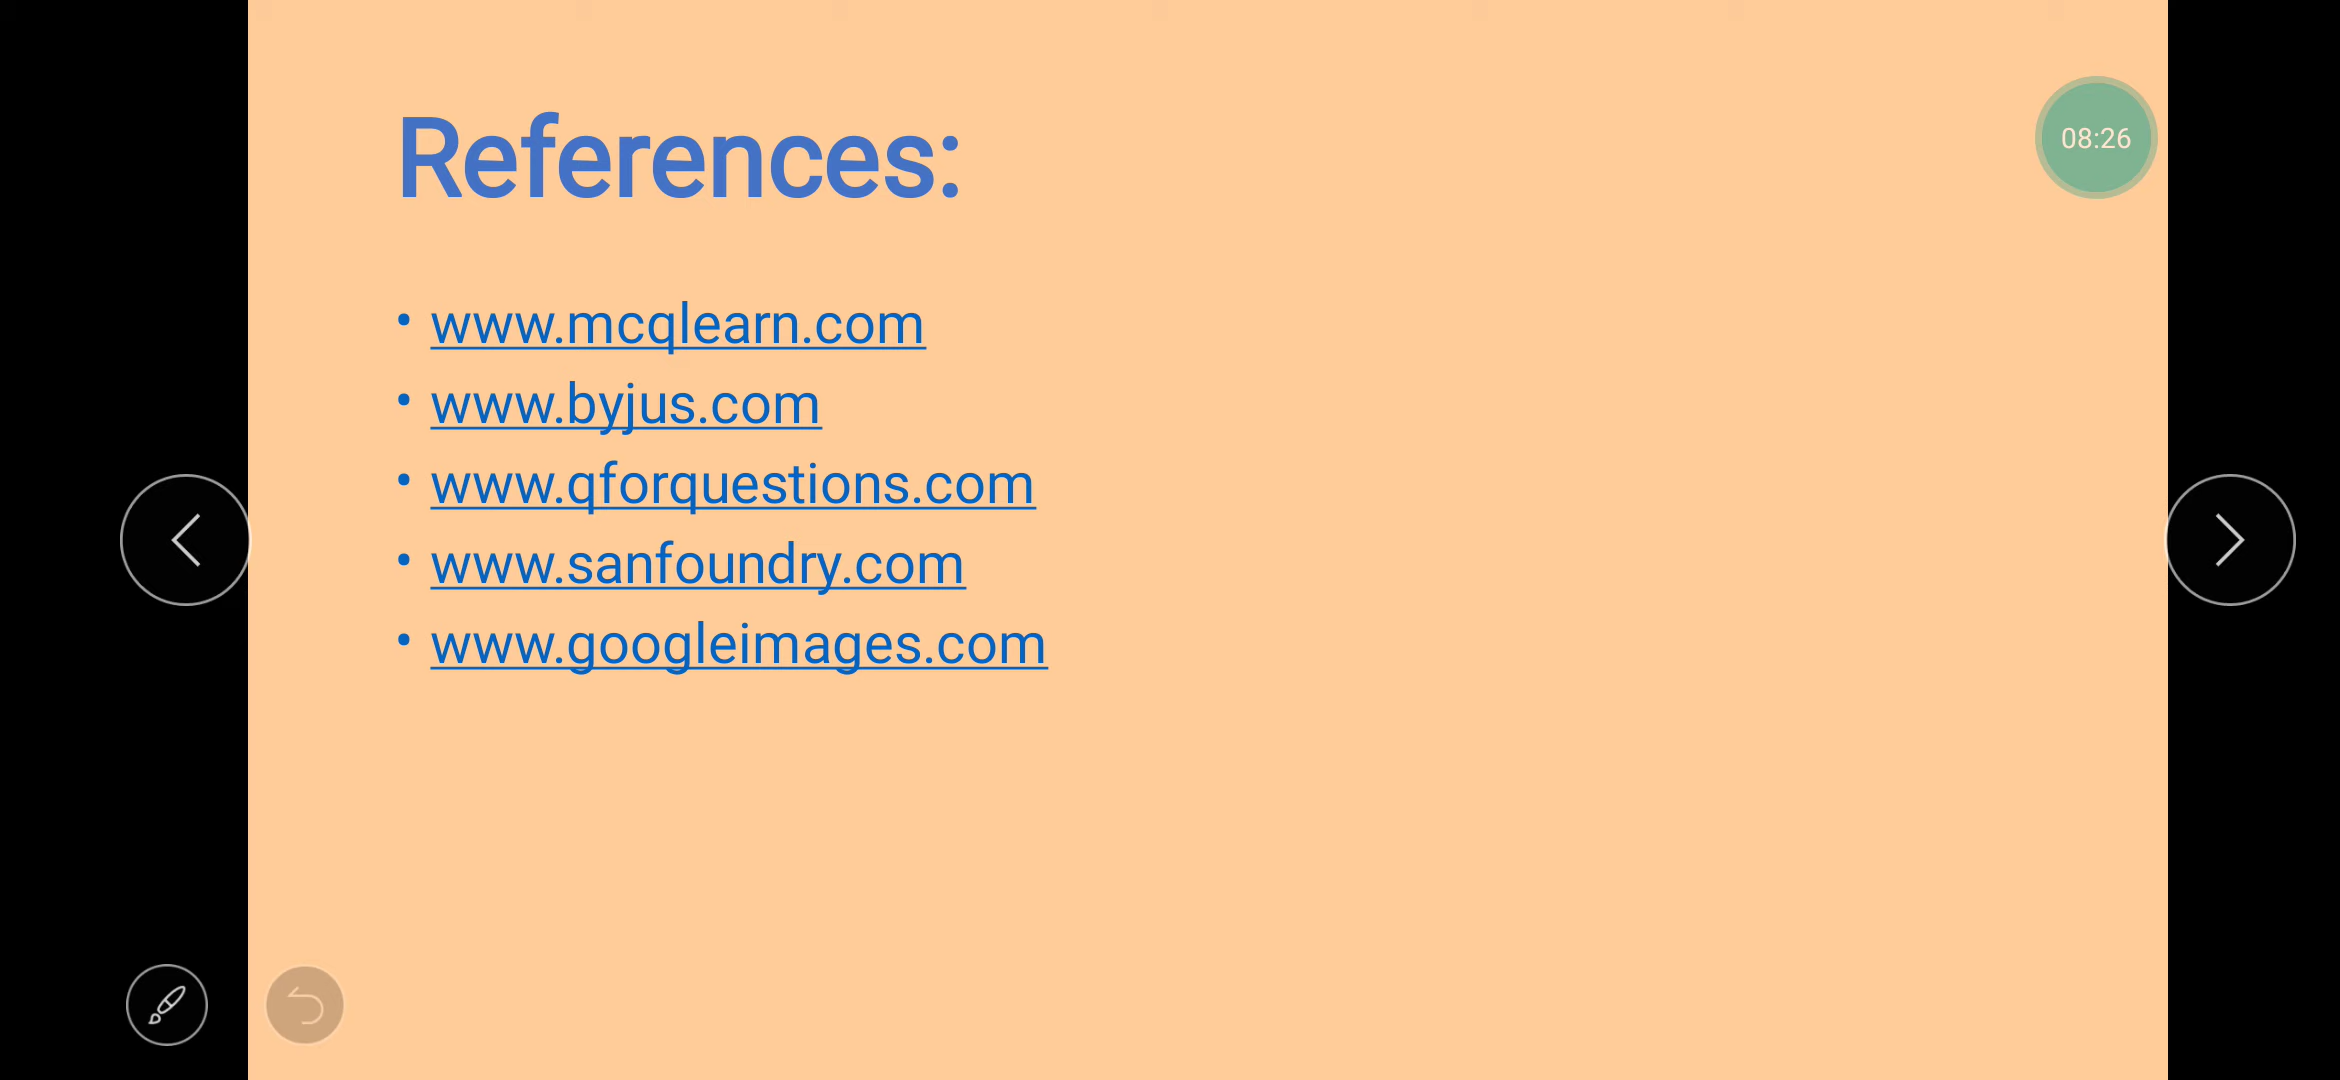 References:
08:26
• www.mcqlearn.com
• www.byjus.com
• www.qforquestions.com
• www.sanfoundry.com
• www.googleimages.com